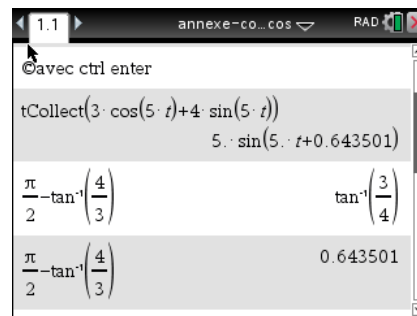 1.1 annexe-co…cos RAD
©avec ctrl enter
tCollect(3·cos(5·t)+4·sin(5·t))
5.·sin(5.·t+0.643501)
π/2-tan⁻¹(4/3) tan⁻¹(3/4)
π/2-tan⁻¹(4/3) 0.643501